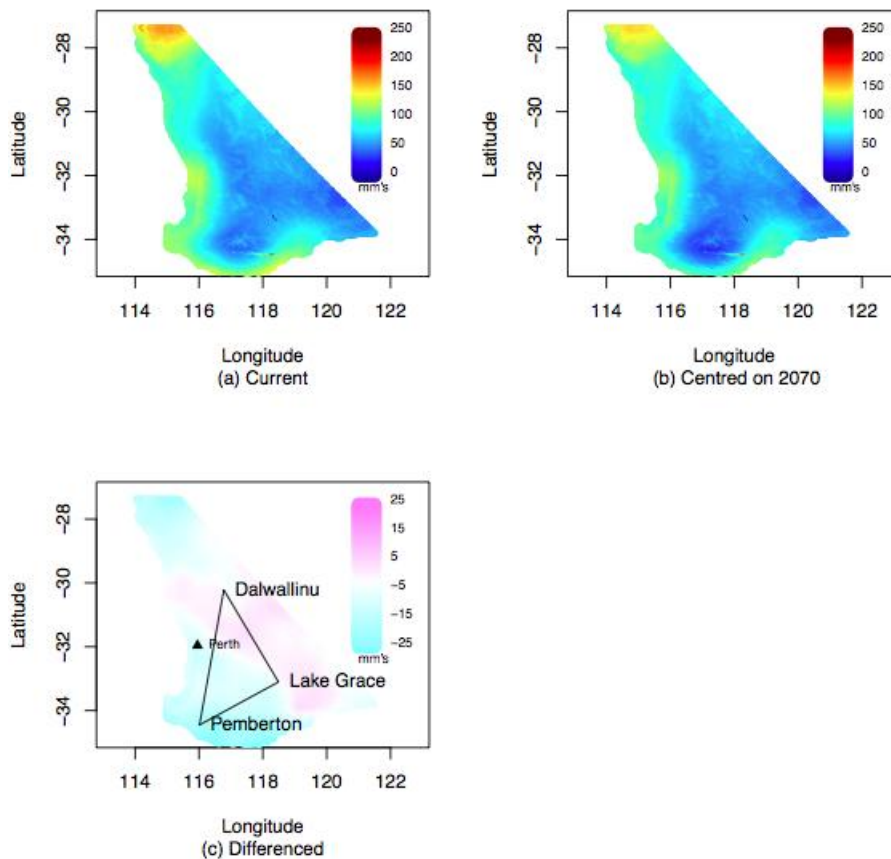 250
200
150
100
50
0
mm's
−28
−30
−32
−34
Latitude
114 116 118 120 122
Longitude
(a) Current
250
200
150
100
50
0
mm's
−28
−30
−32
−34
Latitude
114 116 118 120 122
Longitude
(b) Centred on 2070
25
15
5
−5
−15
−25
mm's
−28
−30
−32
−34
Latitude
Dalwallinu
Perth
Lake Grace
Pemberton
114 116 118 120 122
Longitude
(c) Differenced